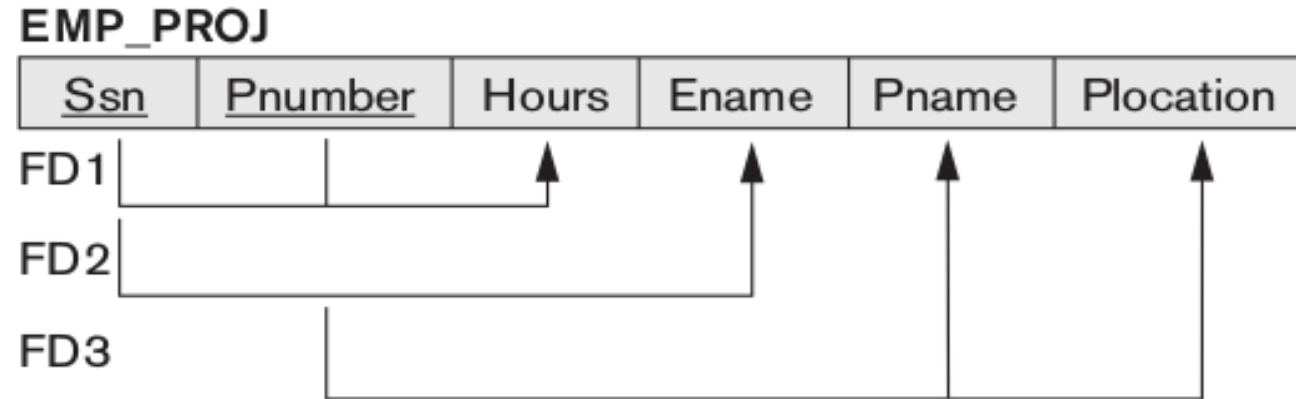 EMP_PROJ
Ssn Pnumber Hours Ename Pname Plocation
FD1
FD2
FD3